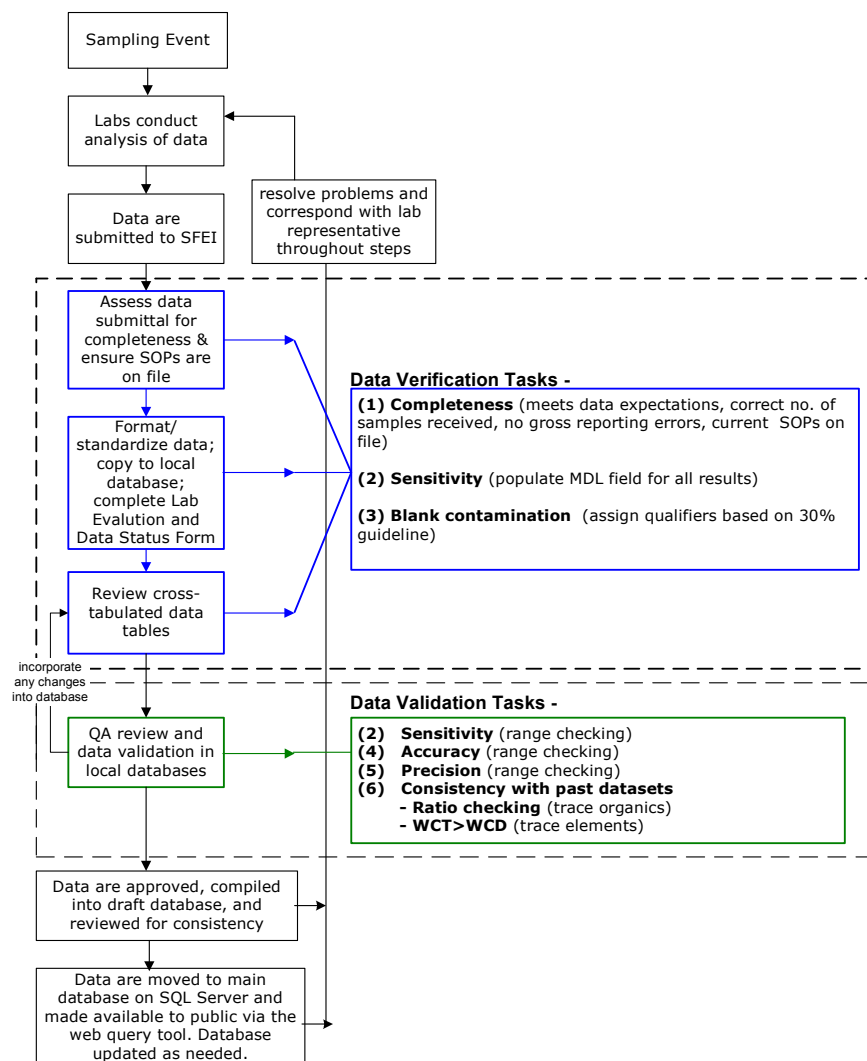 Sampling Event
Labs conduct
analysis of data
Data are
submitted to SFEI
resolve problems and
correspond with lab
representative
throughout steps
Assess data
submittal for
completeness &
ensure SOPs are
on file
Format/
standardize data;
copy to local
database;
complete Lab
Evalution and
Data Status Form
Review cross-
tabulated data
tables
Data Verification Tasks -
(1) Completeness (meets data expectations, correct no. of
samples received, no gross reporting errors, current SOPs on
file)
(2) Sensitivity (populate MDL field for all results)
(3) Blank contamination (assign qualifiers based on 30%
guideline)
incorporate
any changes
into database
QA review and
data validation in
local databases
Data Validation Tasks -
(2) Sensitivity (range checking)
(4) Accuracy (range checking)
(5) Precision (range checking)
(6) Consistency with past datasets
- Ratio checking (trace organics)
- WCT>WCD (trace elements)
Data are approved, compiled
into draft database, and
reviewed for consistency
Data are moved to main
database on SQL Server and
made available to public via the
web query tool. Database
updated as needed.